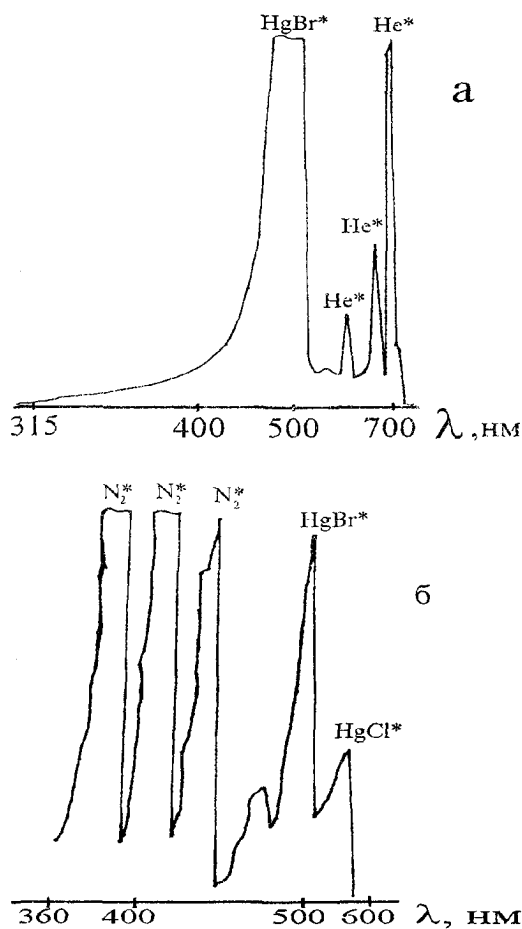 HgBr* He*
а
He*
He*
315 400 500 700 λ, нм
N₂* N₂* N₂*
HgBr*
б
HgCl*
360 400 500 600 λ, нм